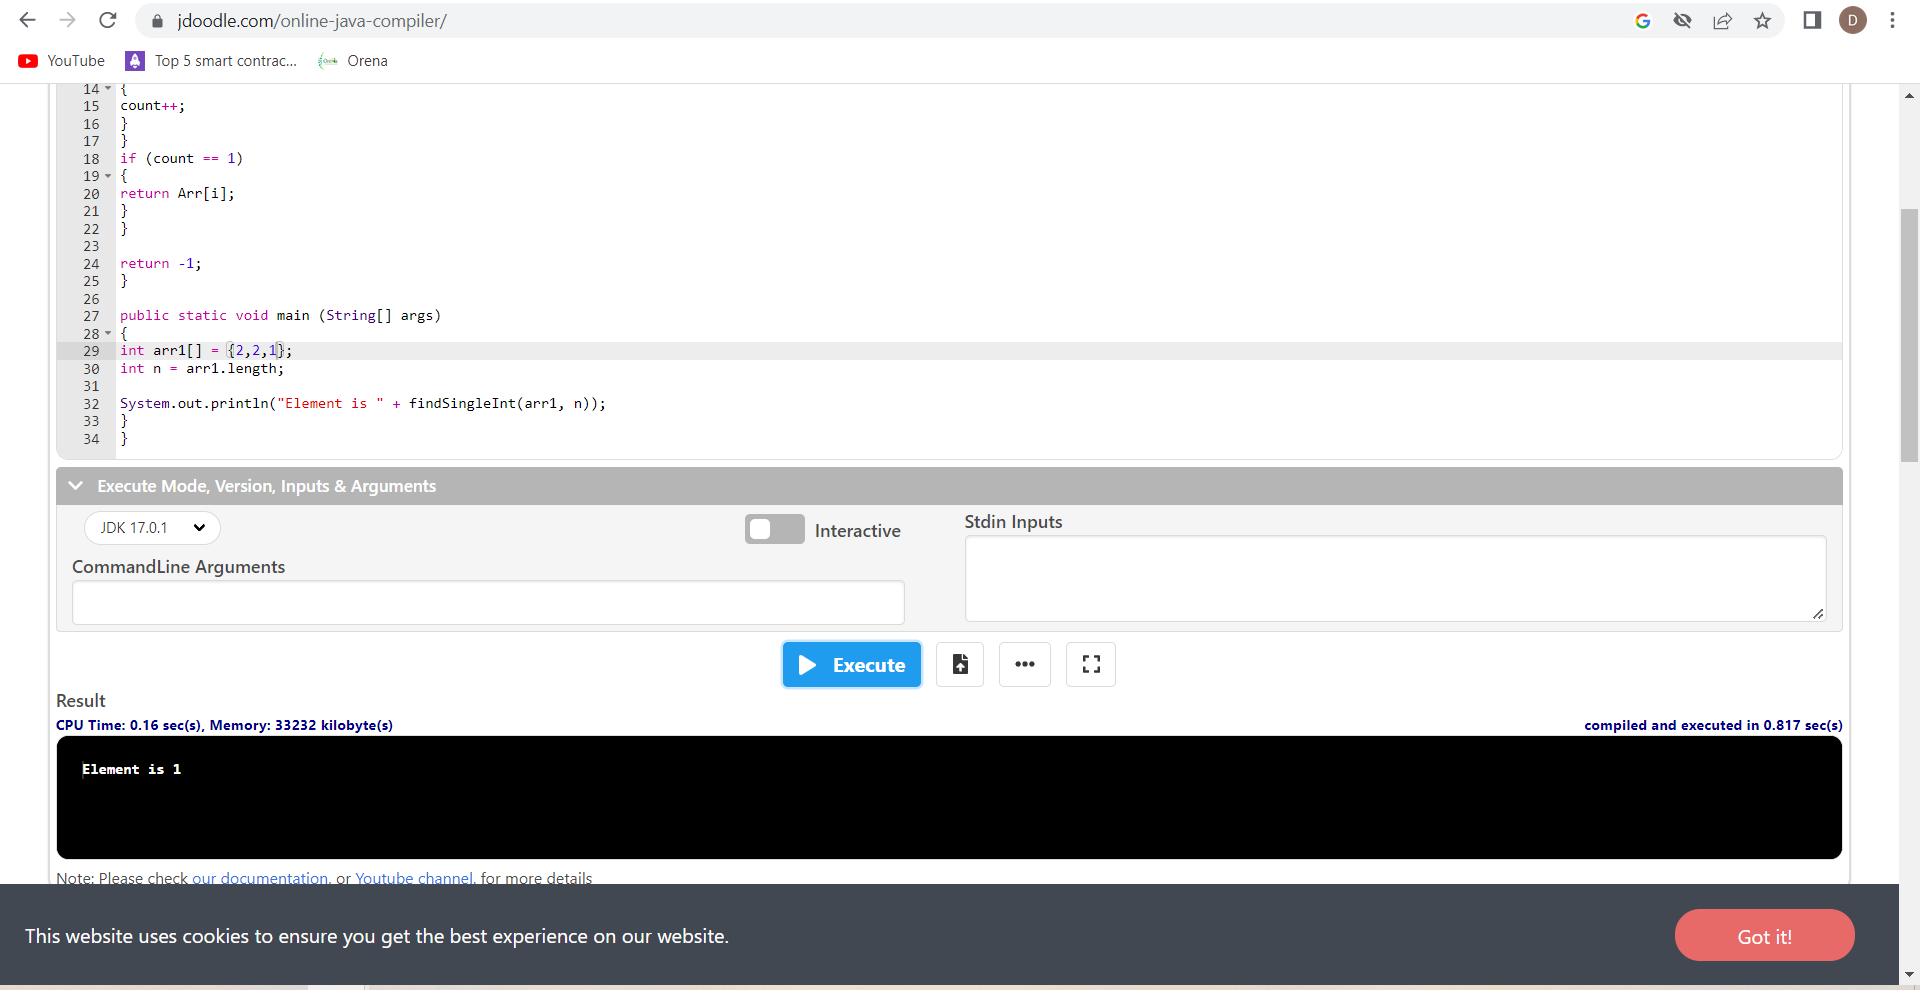 jdoodle.com/online-java-compiler/
D
YouTube Top 5 smart contrac... Orena
14 {
15 count++;
16 }
17 }
18 if (count == 1)
19 {
20 return Arr[i];
21 }
22 }
23
24 return -1;
25 }
26
27 public static void main (String[] args)
28 {
29 int arr1[] = {2,2,1};
30 int n = arr1.length;
31
32 System.out.println("Element is " + findSingleInt(arr1, n));
33 }
34 }
Execute Mode, Version, Inputs & Arguments
JDK 17.0.1
Interactive
Stdin Inputs
CommandLine Arguments
Execute
Result
CPU Time: 0.16 sec(s), Memory: 33232 kilobyte(s)
compiled and executed in 0.817 sec(s)
Element is 1
Note: Please check our documentation, or Youtube channel. for more details
This website uses cookies to ensure you get the best experience on our website.
Got it!